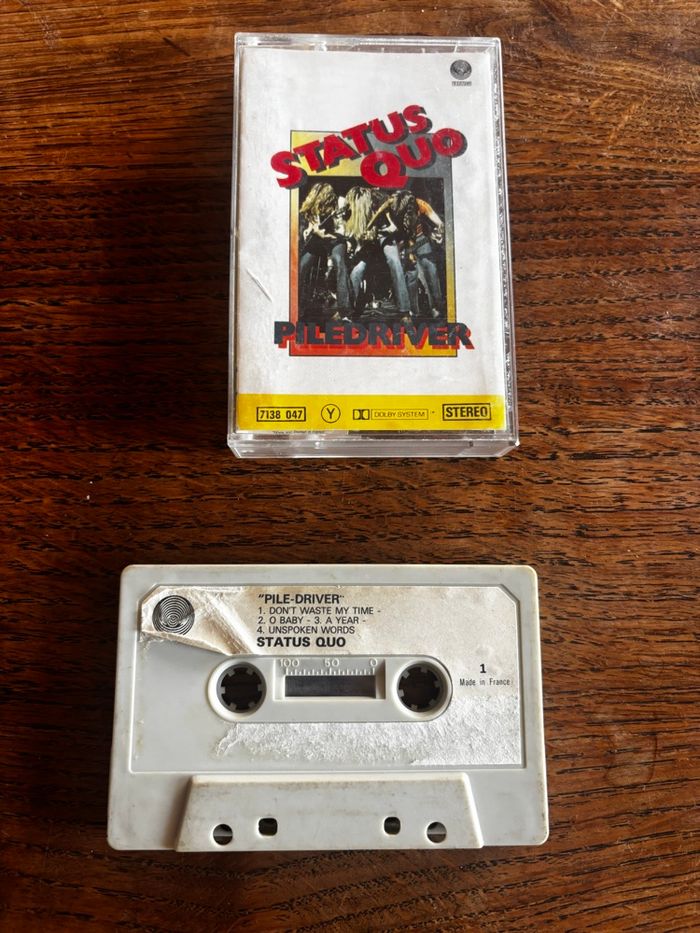 STATUS
QUO
PILEDRIVER
7138 047 Y DOLBY SYSTEM STEREO
"PILE-DRIVER"
1. DON'T WASTE MY TIME -
2. O BABY - 3. A YEAR -
4. UNSPOKEN WORDS
STATUS QUO
100 50 0
1
Made in France